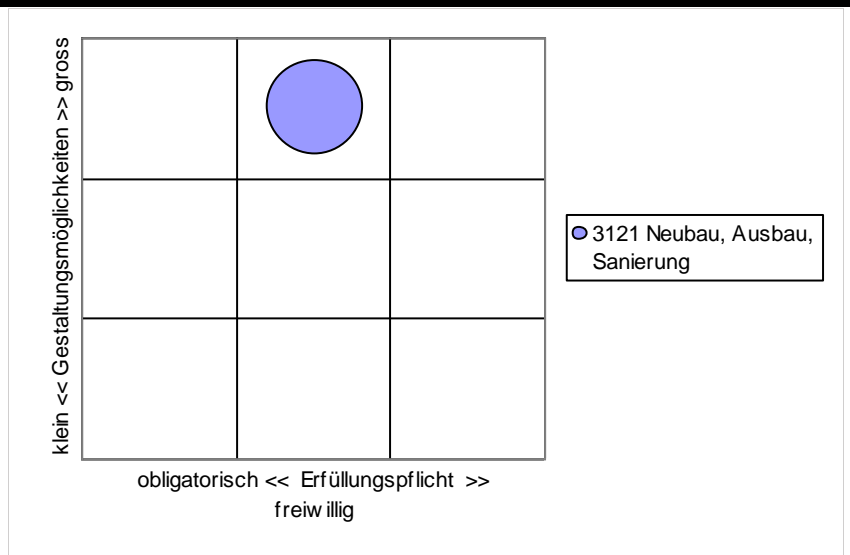 klein << Gestaltungsmöglichkeiten >> gross
3121 Neubau, Ausbau,
Sanierung
obligatorisch << Erfüllungspflicht >>
freiwillig